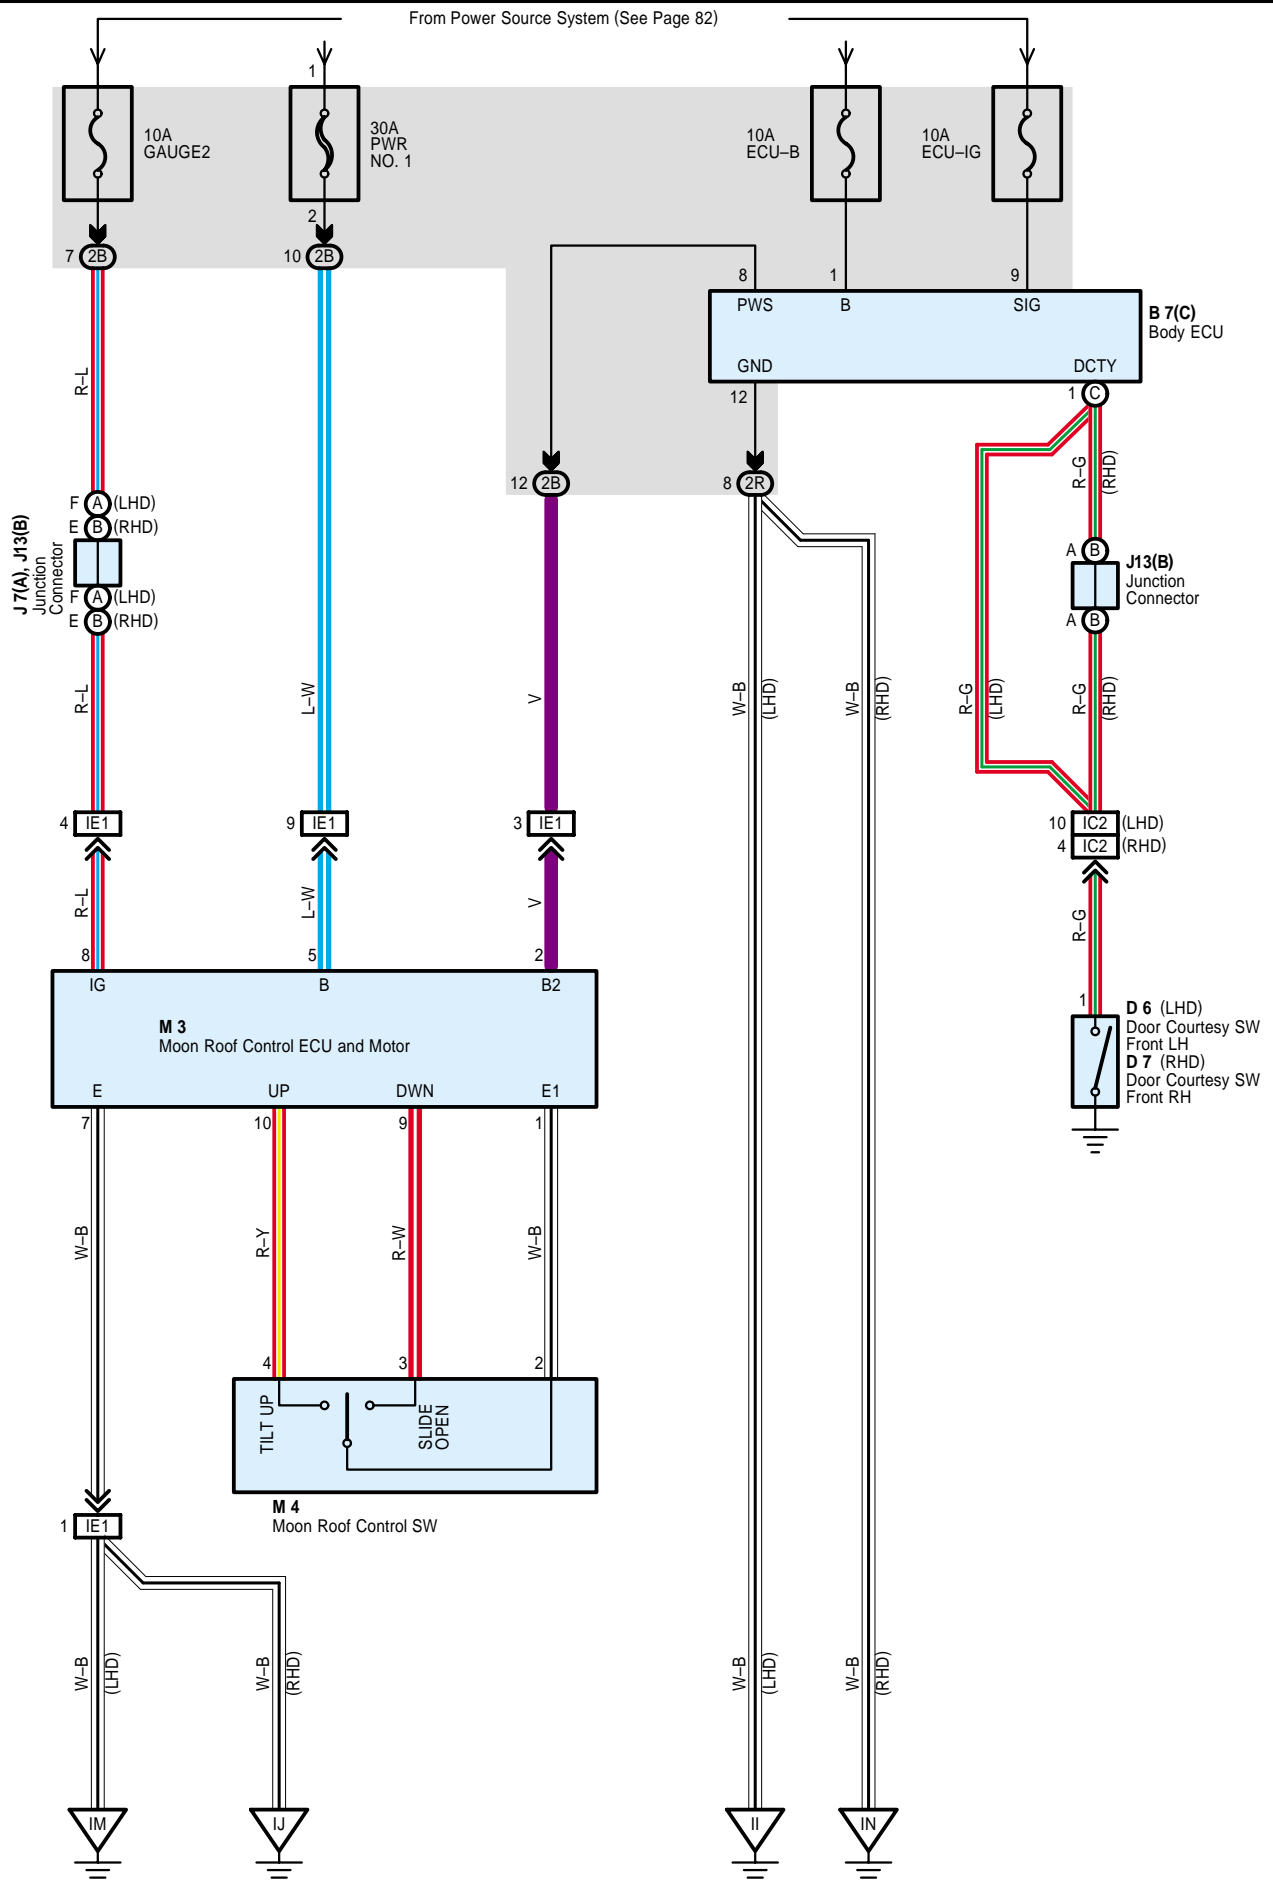 From Power Source System (See Page 82)
1
10A
GAUGE2
30A
PWR
NO. 1
10A
ECU–B
10A
ECU–IG
2
7 2B
10 2B
8
1
9
PWS
B
SIG
B 7(C)
Body ECU
GND
DCTY
12
1 C
R–L
R–G
(RHD)
12 2B
8 2R
F A (LHD)
E B (RHD)
J 7(A), J13(B)
Junction
Connector
F A (LHD)
E B (RHD)
A B
J13(B)
Junction
Connector
A B
R–L
L–W
V
W–B
(LHD)
W–B
(RHD)
R–G
(LHD)
R–G
(RHD)
4 IE1
9 IE1
3 IE1
10 IC2 (LHD)
4 IC2 (RHD)
R–L
L–W
V
R–G
8
5
2
IG
B
B2
1
D 6 (LHD)
Door Courtesy SW
Front LH
D 7 (RHD)
Door Courtesy SW
Front RH
M 3
Moon Roof Control ECU and Motor
E
UP
DWN
E1
7
10
9
1
W–B
R–Y
R–W
W–B
4
3
2
TILT UP
SLIDE
OPEN
M 4
Moon Roof Control SW
1 IE1
W–B
(LHD)
W–B
(RHD)
W–B
(LHD)
W–B
(RHD)
IM
IJ
II
IN